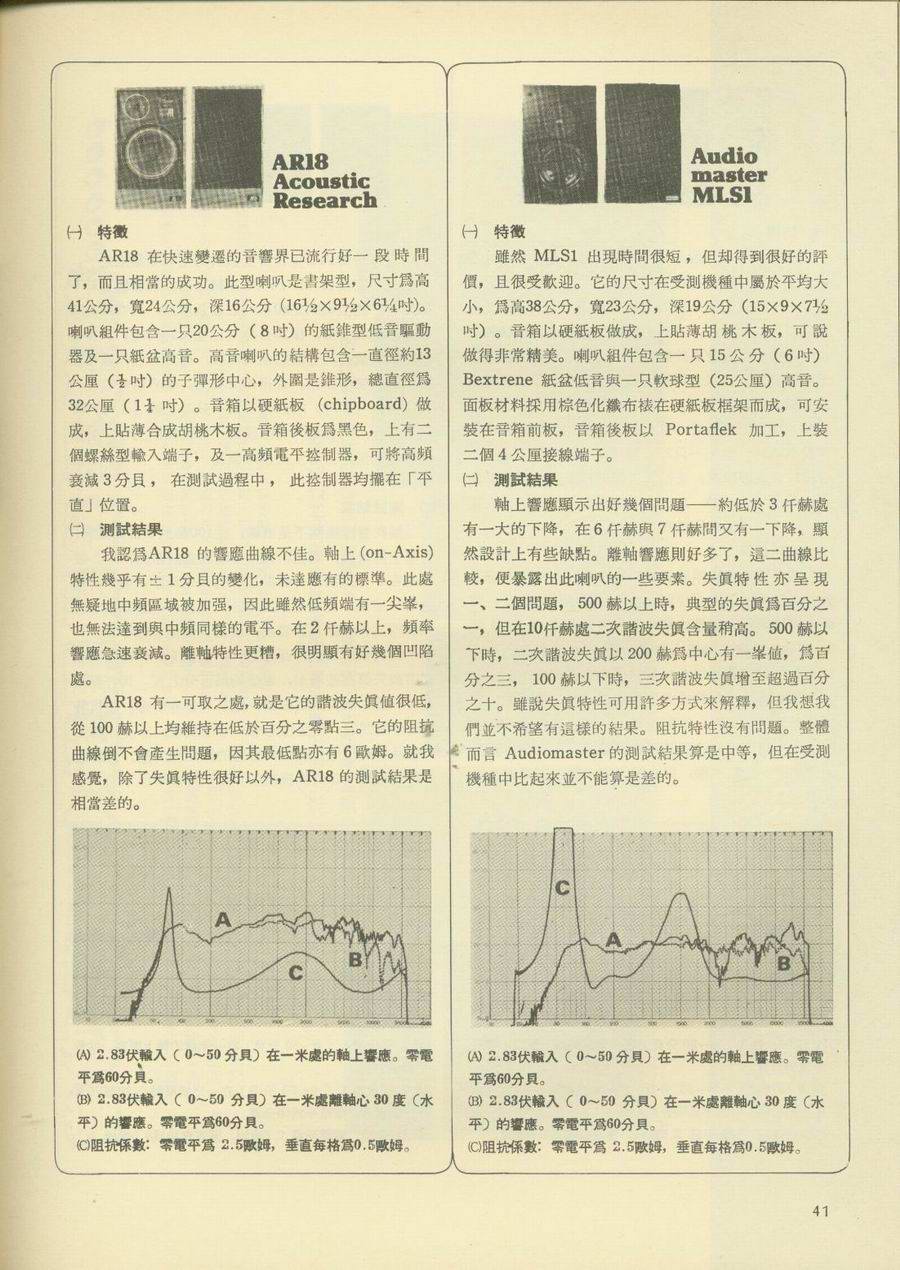 AR18
Acoustic
Research
㈠ 特徵
AR18 在快速變遷的音響界已流行好一段時間
了，而且相當的成功。此型喇叭是書架型，尺寸爲高
41公分，寬24公分，深16公分（16½×9½×6¼吋）。
喇叭組件包含一只20公分（8吋）的紙錐型低音驅動
器及一只紙盆高音。高音喇叭的結構包含一直徑約13
公厘（½吋）的子彈形中心，外圍是錐形，總直徑爲
32公厘（1¼ 吋）。音箱以硬紙板 (chipboard) 做
成，上貼薄合成胡桃木板。音箱後板爲黑色，上有二
個螺絲型輸入端子，及一高頻電平控制器，可將高頻
衰減3分貝， 在測試過程中， 此控制器均擺在「平
直」位置。
㈡ 測試結果
我認爲AR18 的響應曲線不佳。軸上(on-Axis)
特性幾乎有±1分貝的變化，未達應有的標準。此處
無疑地中頻區域被加强，因此雖然低頻端有一尖峯，
也無法達到與中頻同樣的電平。在2仟赫以上，頻率
響應急速衰減。離軸特性更糟，很明顯有好幾個凹陷
處。
AR18 有一可取之處，就是它的諧波失眞値很低，
從 100 赫以上均維持在低於百分之零點三。它的阻抗
曲線倒不會產生問題，因其最低點亦有6歐姆。就我
感覺，除了失眞特性很好以外，AR18 的測試結果是
相當差的。
A
B
C
(A) 2.83伏輸入（0～50 分貝）在一米處的軸上響應。零電
平爲60分貝。
(B) 2.83伏輸入（0～50 分貝）在一米處離軸心 30 度（水
平）的響應。零電平爲60分貝。
(C)阻抗係數： 零電平爲 2.5歐姆，垂直每格爲0.5歐姆。
Audio
master
MLS1
㈠ 特徵
雖然 MLS1 出現時間很短，但却得到很好的評
價，且很受歡迎。它的尺寸在受測機種中屬於平均大
小，爲高38公分，寬23公分，深19公分（15×9×7½
吋）。音箱以硬紙板做成，上貼薄胡桃木板，可說
做得非常精美。喇叭組件包含一只15公分（6吋）
Bextrene 紙盆低音與一只軟球型（25公厘）高音。
面板材料採用棕色化纖布裱在硬紙板框架而成，可安
裝在音箱前板，音箱後板以 Portaflek 加工，上裝
二個4公厘接線端子。
㈡ 測試結果
軸上響應顯示出好幾個問題──約低於3仟赫處
有一大的下降，在6仟赫與7仟赫間又有一下降，顯
然設計上有些缺點。離軸響應則好多了，這二曲線比
較，便暴露出此喇叭的一些要素。失眞特性亦呈現
一、二個問題， 500 赫以上時，典型的失眞爲百分之
一，但在10仟赫處二次諧波失眞含量稍高。 500 赫以
下時，二次諧波失眞以 200 赫爲中心有一峯値，爲百
分之三， 100 赫以下時，三次諧波失眞增至超過百分
之十。雖說失眞特性可用許多方式來解釋，但我想我
們並不希望有這樣的結果。阻抗特性沒有問題。整體
而言 Audiomaster 的測試結果算是中等，但在受測
機種中比起來並不能算是差的。
C
A
B
(A) 2.83伏輸入（0～50 分貝）在一米處的軸上響應。零電
平爲60分貝。
(B) 2.83伏輸入（0～50 分貝）在一米處離軸心 30 度（水
平）的響應。零電平爲60分貝。
(C)阻抗係數： 零電平爲 2.5歐姆，垂直每格爲0.5歐姆。
41